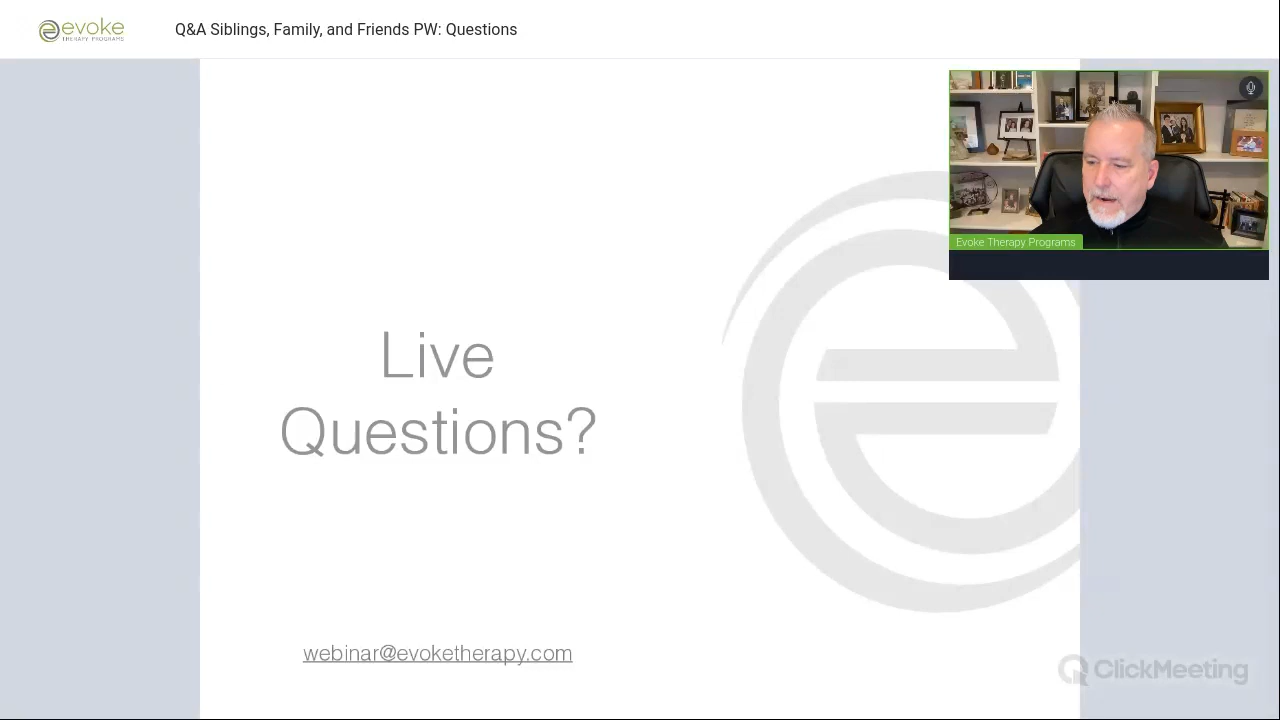 evoke
THERAPY PROGRAMS
Q&A Siblings, Family, and Friends PW: Questions
Evoke Therapy Programs
Live
Questions?
webinar@evoketherapy.com
ClickMeeting